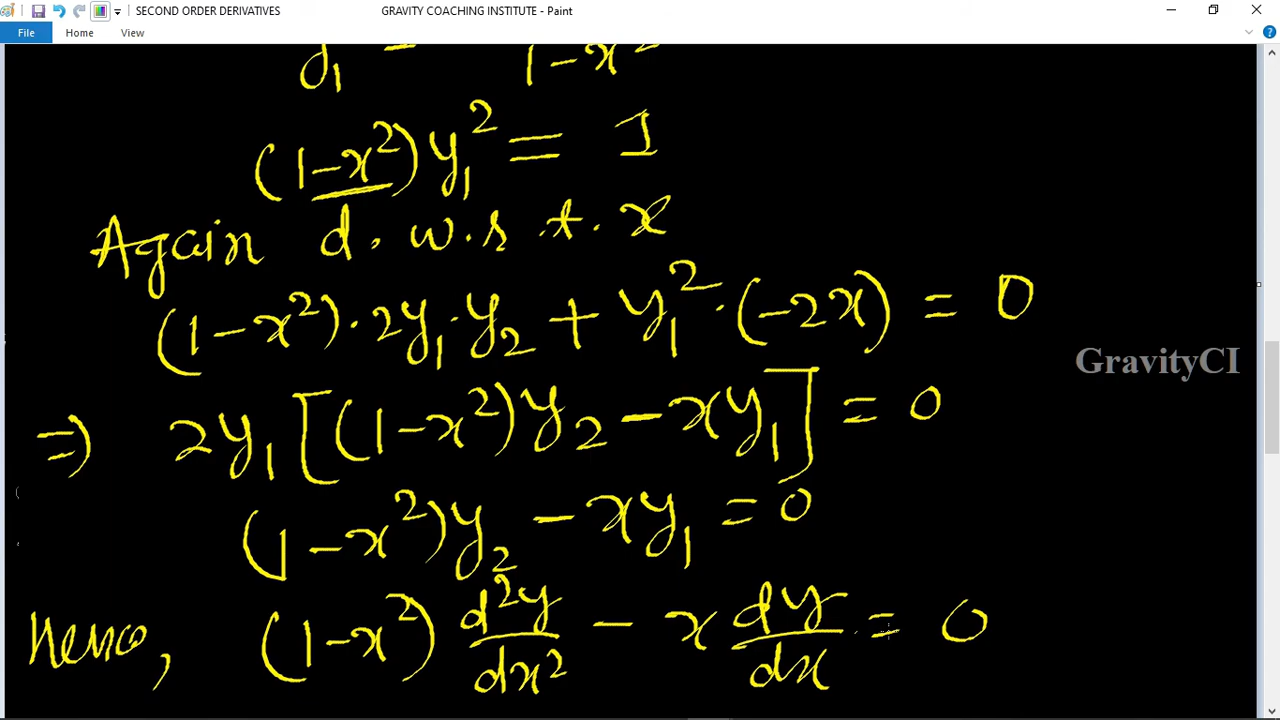 SECOND ORDER DERIVATIVES GRAVITY COACHING INSTITUTE - Paint
File Home View
1-x²
(1-x²) y₁² = 1
Again d.w.r.t. x
(1-x²)·2y₁·y₂ + y₁²·(-2x) = 0
GravityCI
=) 2y₁[(1-x²)y₂ - xy₁] = 0
(1-x²)y₂ - xy₁ = 0
Hence, (1-x²) d²y/dx² - x dy/dx = 0